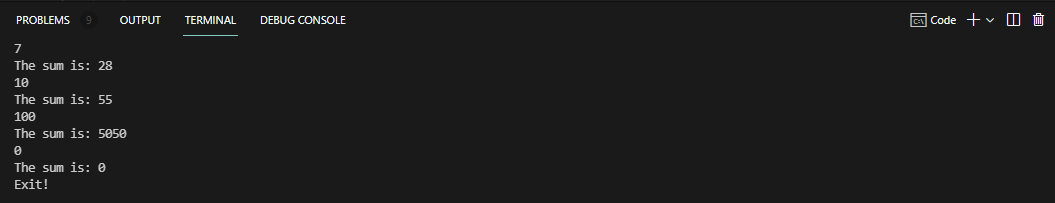 PROBLEMS 9 OUTPUT TERMINAL DEBUG CONSOLE Code
7
The sum is: 28
10
The sum is: 55
100
The sum is: 5050
0
The sum is: 0
Exit!